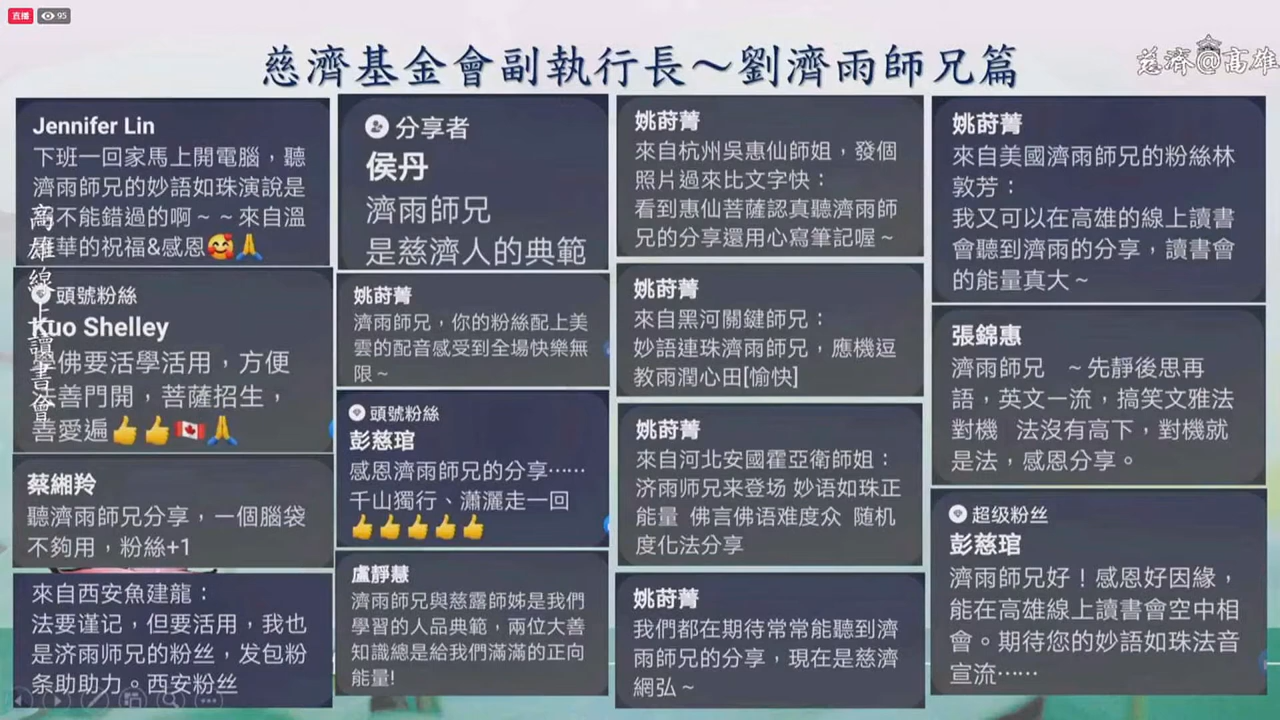 直播
95
慈濟基金會副執行長～劉濟雨師兄篇
慈濟@高雄
高雄線上讀書會
Jennifer Lin
下班一回家馬上開電腦，聽
濟雨師兄的妙語如珠演說是
不能錯過的啊～～來自溫
華的祝福&感恩🥰🙏
頭號粉絲
Kuo Shelley
佛要活學活用，方便
善門開，菩薩招生，
善愛遍👍👍🇨🇦🙏
蔡緗羚
聽濟雨師兄分享，一個腦袋
不夠用，粉絲+1
來自西安魚建龍：
法要谨记，但要活用，我也
是济雨师兄的粉丝，发包粉
条助助力。西安粉丝
分享者
侯丹
濟雨師兄
是慈濟人的典範
姚莳菁
濟雨師兄，你的粉絲配上美
雲的配音感受到全場快樂無
限～
頭號粉絲
彭慈琯
感恩濟雨師兄的分享……
千山獨行、瀟灑走一回
👍👍👍👍👍
盧靜慧
濟雨師兄與慈露師姊是我們
學習的人品典範，兩位大善
知識總是給我們滿滿的正向
能量!
姚莳菁
來自杭州吳惠仙師姐，發個
照片過來比文字快：
看到惠仙菩薩認真聽濟雨師
兄的分享還用心寫筆記喔～
姚莳菁
來自黑河關鍵師兄：
妙語連珠濟雨師兄，應機逗
教雨潤心田[愉快]
姚莳菁
來自河北安國霍亞衛師姐：
济雨师兄来登场 妙语如珠正
能量 佛言佛语难度众 随机
度化法分享
姚莳菁
我們都在期待常常能聽到濟
雨師兄的分享，現在是慈濟
網弘～
姚莳菁
來自美國濟雨師兄的粉絲林
敦芳：
我又可以在高雄的線上讀書
會聽到濟雨的分享，讀書會
的能量真大～
張錦惠
濟雨師兄 ～先靜後思再
語，英文一流，搞笑文雅法
對機 法沒有高下，對機就
是法，感恩分享。
超级粉丝
彭慈琯
濟雨師兄好！感恩好因緣，
能在高雄線上讀書會空中相
會。期待您的妙語如珠法音
宣流……